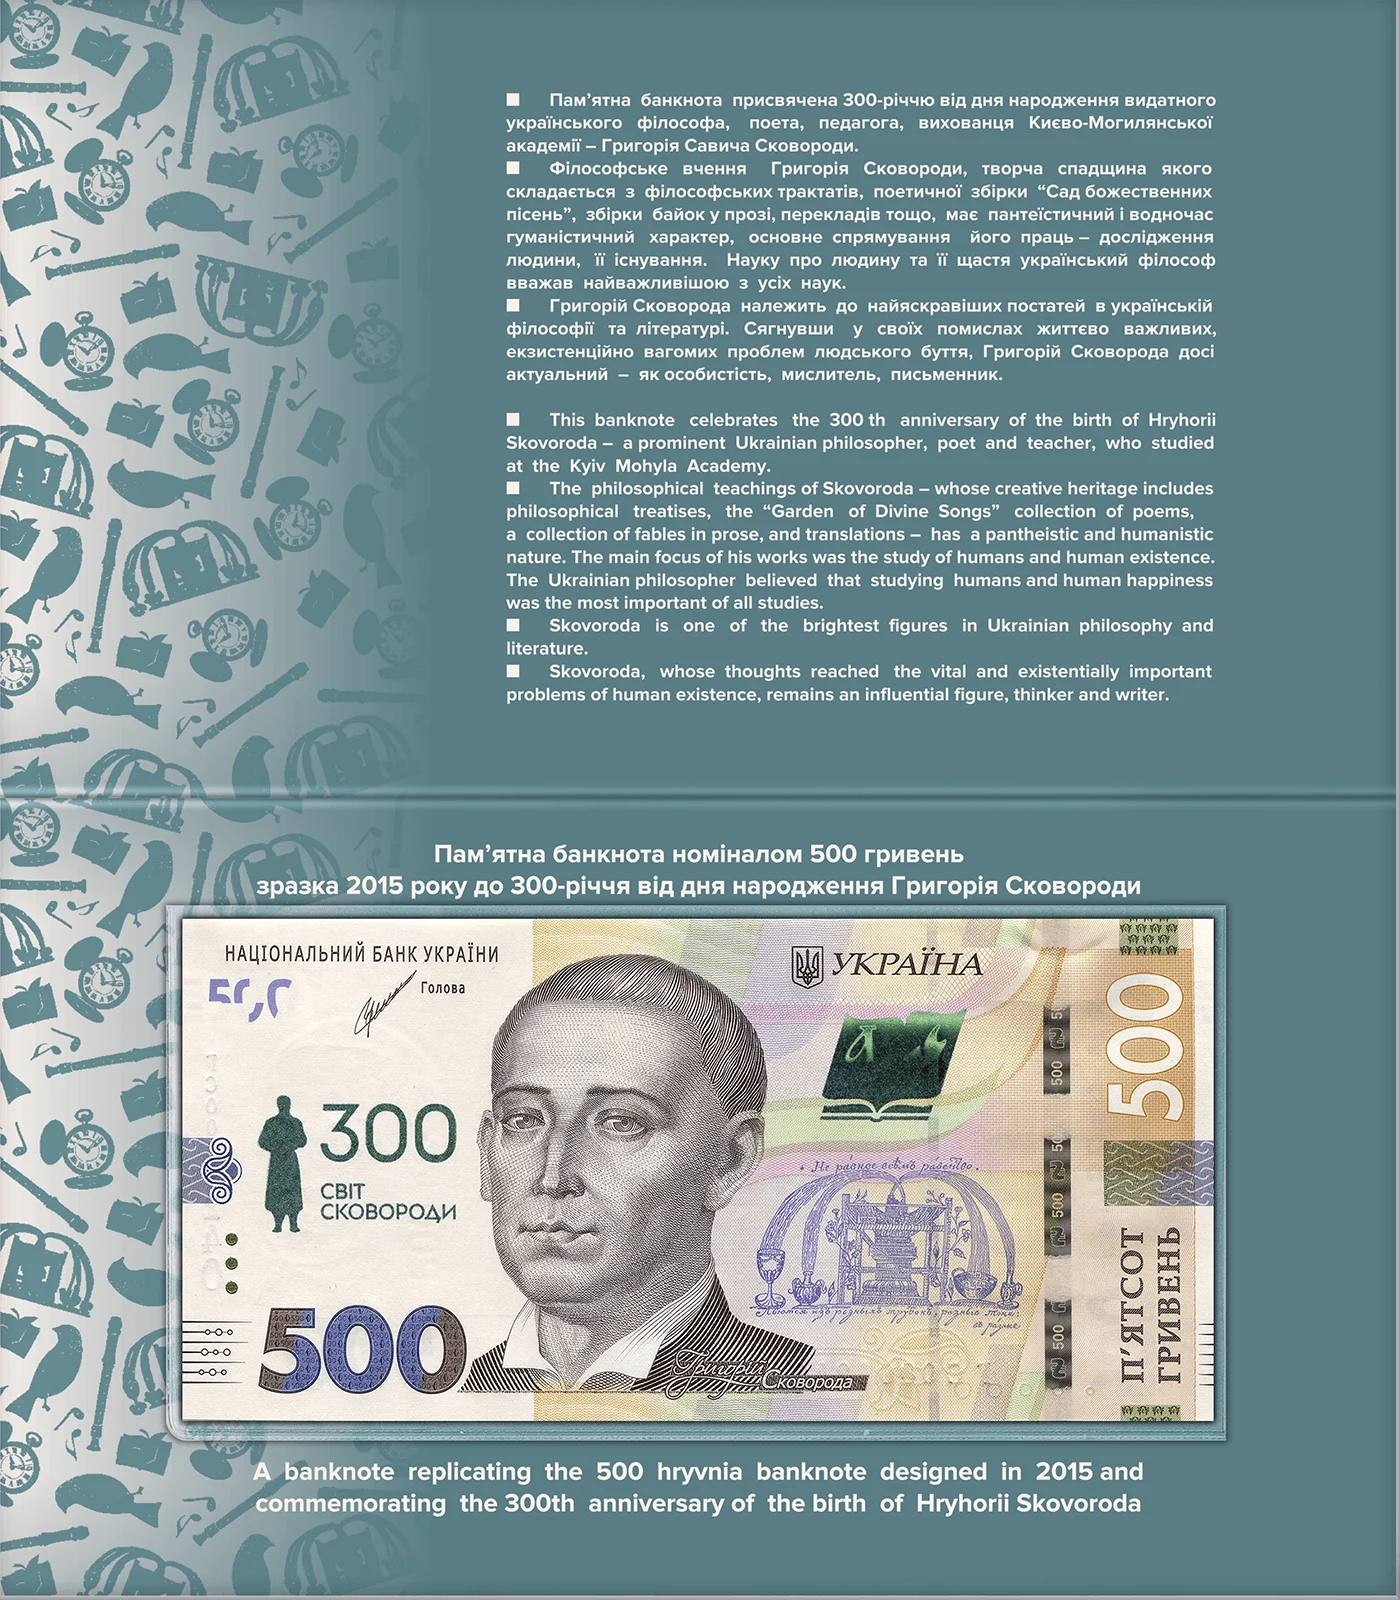 ■ Пам’ятна банкнота присвячена 300-річчю від дня народження видатного
українського філософа, поета, педагога, вихованця Києво-Могилянської
академії – Григорія Савича Сковороди.
■ Філософське вчення Григорія Сковороди, творча спадщина якого
складається з філософських трактатів, поетичної збірки “Сад божественних
пісень”, збірки байок у прозі, перекладів тощо, має пантеїстичний і водночас
гуманістичний характер, основне спрямування його праць – дослідження
людини, її існування. Науку про людину та її щастя український філософ
вважав найважливішою з усіх наук.
■ Григорій Сковорода належить до найяскравіших постатей в українській
філософії та літературі. Сягнувши у своїх помислах життєво важливих,
екзистенційно вагомих проблем людського буття, Григорій Сковорода досі
актуальний – як особистість, мислитель, письменник.
■ This banknote celebrates the 300 th anniversary of the birth of Hryhorii
Skovoroda – a prominent Ukrainian philosopher, poet and teacher, who studied
at the Kyiv Mohyla Academy.
■ The philosophical teachings of Skovoroda – whose creative heritage includes
philosophical treatises, the “Garden of Divine Songs” collection of poems,
a collection of fables in prose, and translations – has a pantheistic and humanistic
nature. The main focus of his works was the study of humans and human existence.
The Ukrainian philosopher believed that studying humans and human happiness
was the most important of all studies.
■ Skovoroda is one of the brightest figures in Ukrainian philosophy and
literature.
■ Skovoroda, whose thoughts reached the vital and existentially important
problems of human existence, remains an influential figure, thinker and writer.
Пам’ятна банкнота номіналом 500 гривень
зразка 2015 року до 300-річчя від дня народження Григорія Сковороди
НАЦІОНАЛЬНИЙ БАНК УКРАЇНИ
Голова
УКРАЇНА
500
300
СВІТ
СКОВОРОДИ
Не равное всѣмъ равенство.
Льются изъ разныхъ трубокъ разные токи
500
500
500
500
П’ЯТСОТ
ГРИВЕНЬ
Григорій
Сковорода
A banknote replicating the 500 hryvnia banknote designed in 2015 and
commemorating the 300th anniversary of the birth of Hryhorii Skovoroda